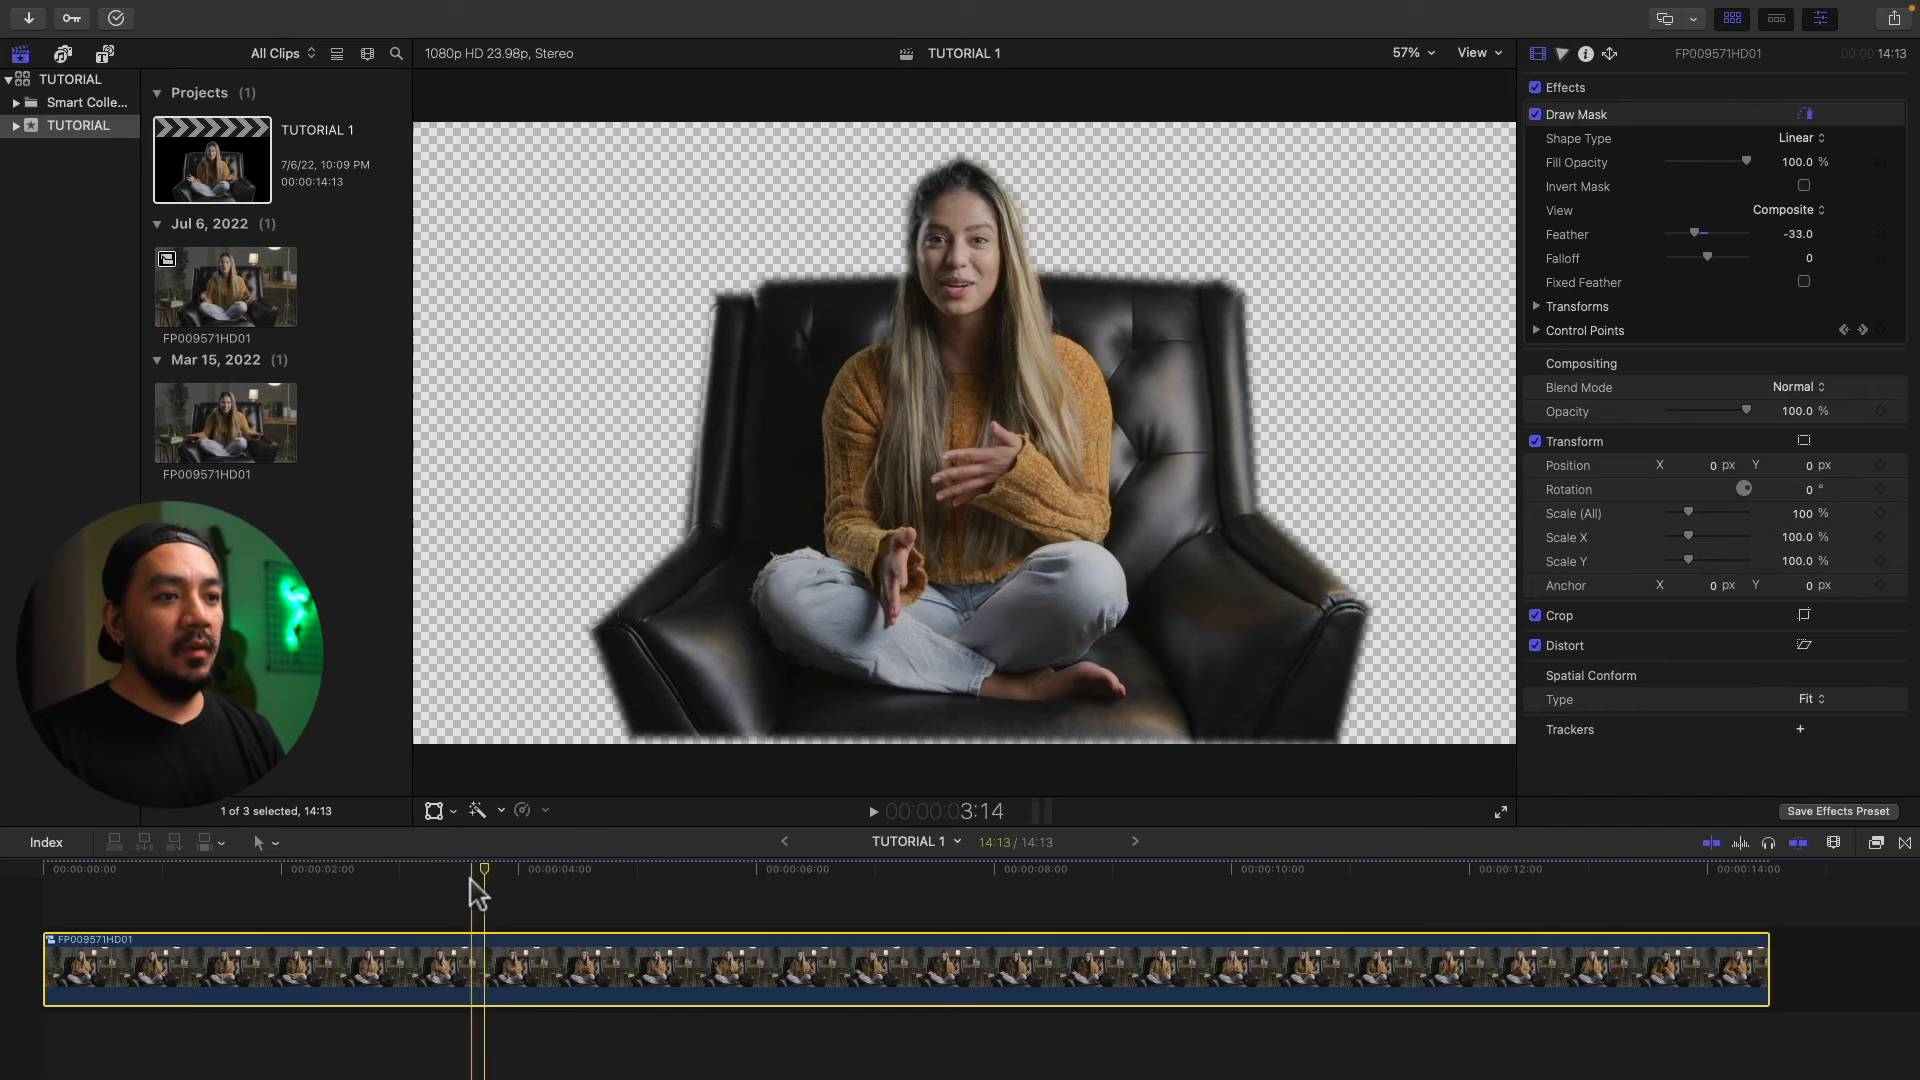 All Clips
1080p HD 23.98p, Stereo
TUTORIAL 1
57%
View
FP009571HD01
00:00:14:13
TUTORIAL
Smart Colle...
TUTORIAL
Projects (1)
TUTORIAL 1
7/6/22, 10:09 PM
00:00:14:13
Jul 6, 2022 (1)
FP009571HD01
Mar 15, 2022 (1)
FP009571HD01
1 of 3 selected, 14:13
Effects
Draw Mask
Shape Type Linear
Fill Opacity 100.0 %
Invert Mask
View Composite
Feather -33.0
Falloff 0
Fixed Feather
Transforms
Control Points
Compositing
Blend Mode Normal
Opacity 100.0 %
Transform
Position X 0 px Y 0 px
Rotation 0 °
Scale (All) 100 %
Scale X 100.0 %
Scale Y 100.0 %
Anchor X 0 px Y 0 px
Crop
Distort
Spatial Conform
Type Fit
Trackers +
Save Effects Preset
00:00:03:14
Index
TUTORIAL 1
14:13 / 14:13
00:00:00:00
00:00:02:00
00:00:04:00
00:00:06:00
00:00:08:00
00:00:10:00
00:00:12:00
00:00:14:00
FP009571HD01